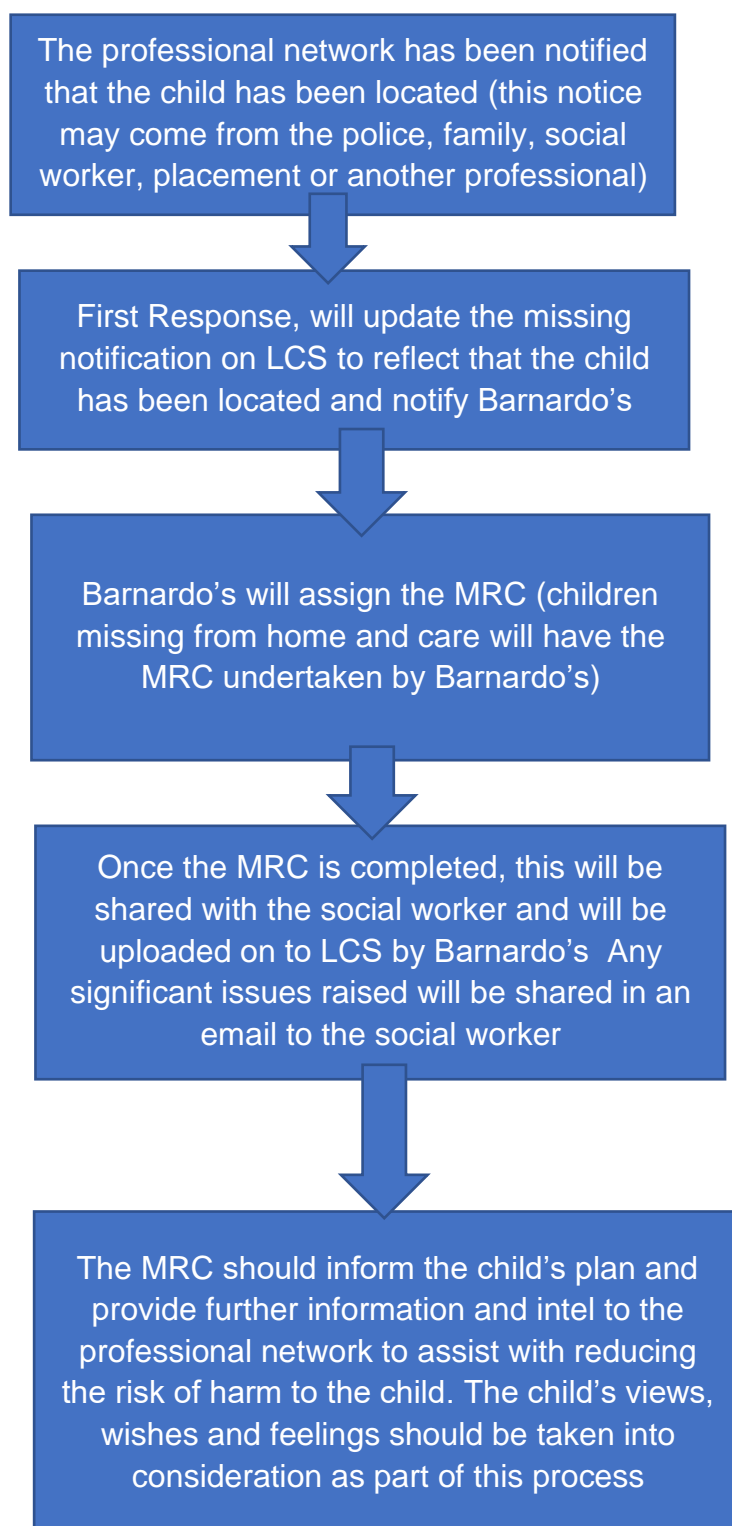 The professional network has been notified
that the child has been located (this notice
may come from the police, family, social
worker, placement or another professional)
First Response, will update the missing
notification on LCS to reflect that the child
has been located and notify Barnardo’s
Barnardo’s will assign the MRC (children
missing from home and care will have the
MRC undertaken by Barnardo’s)
Once the MRC is completed, this will be
shared with the social worker and will be
uploaded on to LCS by Barnardo’s  Any
significant issues raised will be shared in an
email to the social worker
The MRC should inform the child’s plan and
provide further information and intel to the
professional network to assist with reducing
the risk of harm to the child. The child’s views,
wishes and feelings should be taken into
consideration as part of this process